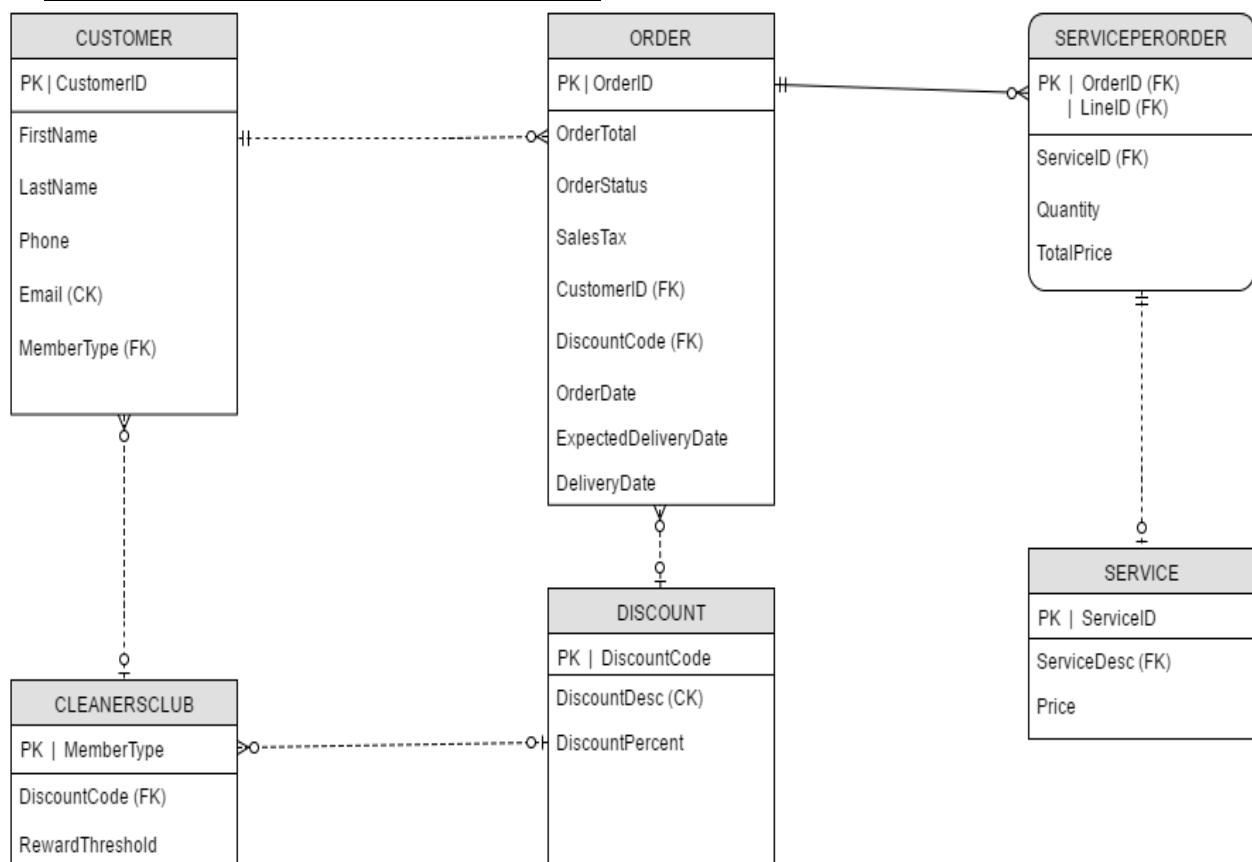 CUSTOMER
PK | CustomerID
FirstName
LastName
Phone
Email (CK)
MemberType (FK)
ORDER
PK | OrderID
OrderTotal
OrderStatus
SalesTax
CustomerID (FK)
DiscountCode (FK)
OrderDate
ExpectedDeliveryDate
DeliveryDate
SERVICEPERORDER
PK | OrderID (FK)
| LineID (FK)
ServiceID (FK)
Quantity
TotalPrice
CLEANERSCLUB
PK | MemberType
DiscountCode (FK)
RewardThreshold
DISCOUNT
PK | DiscountCode
DiscountDesc (CK)
DiscountPercent
SERVICE
PK | ServiceID
ServiceDesc (FK)
Price